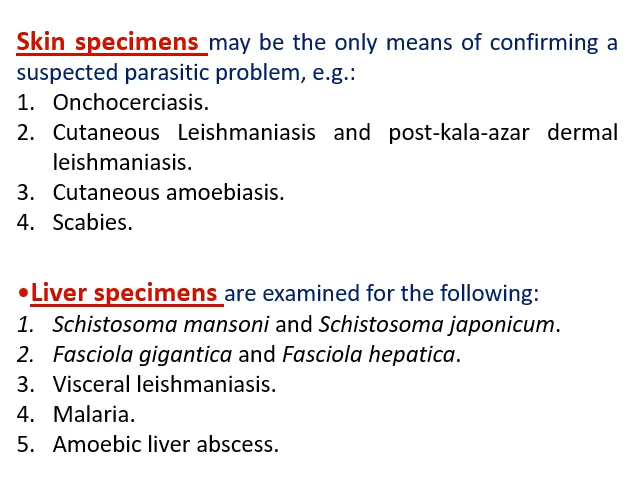 Skin specimens may be the only means of confirming a
suspected parasitic problem, e.g.:
1. Onchocerciasis.
2. Cutaneous Leishmaniasis and post-kala-azar dermal
leishmaniasis.
3. Cutaneous amoebiasis.
4. Scabies.
•Liver specimens are examined for the following:
1. Schistosoma mansoni and Schistosoma japonicum.
2. Fasciola gigantica and Fasciola hepatica.
3. Visceral leishmaniasis.
4. Malaria.
5. Amoebic liver abscess.